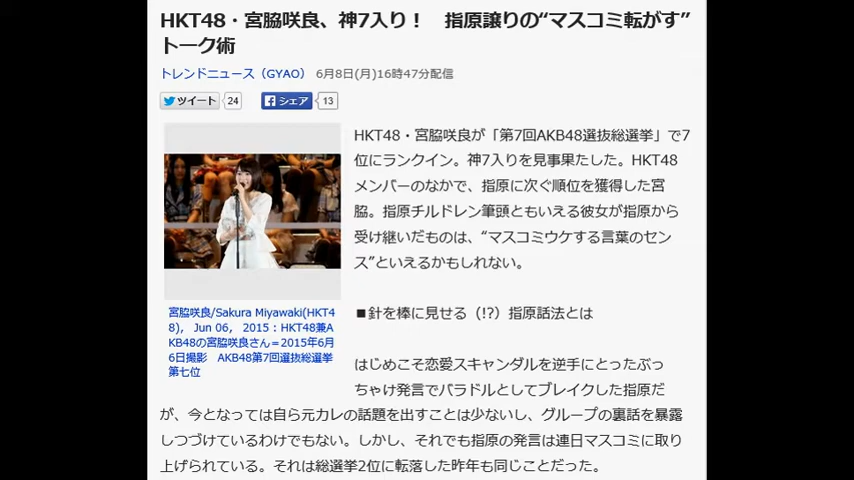 HKT48・宮脇咲良、神7入り！　指原譲りの“マスコミ転がす”
トーク術
トレンドニュース（GYAO） 6月8日(月)16時47分配信
ツイート 24 シェア 13
HKT48・宮脇咲良が「第7回AKB48選抜総選挙」で7
位にランクイン。神7入りを見事果たした。HKT48
メンバーのなかで、指原に次ぐ順位を獲得した宮
脇。指原チルドレン筆頭ともいえる彼女が指原から
受け継いだものは、“マスコミウケする言葉のセン
ス”といえるかもしれない。
宮脇咲良/Sakura Miyawaki(HKT4
8),　Jun 06,　2015 : HKT48兼A
KB48の宮脇咲良さん＝2015年6月
6日撮影　AKB48第7回選抜総選挙
第七位
■針を棒に見せる（!?）指原話法とは
はじめこそ恋愛スキャンダルを逆手にとったぶっ
ちゃけ発言でバラドルとしてブレイクした指原だ
が、今となっては自ら元カレの話題を出すことは少ないし、グループの裏話を暴露
しつづけているわけでもない。しかし、それでも指原の発言は連日マスコミに取り
上げられている。それは総選挙2位に転落した昨年も同じことだった。